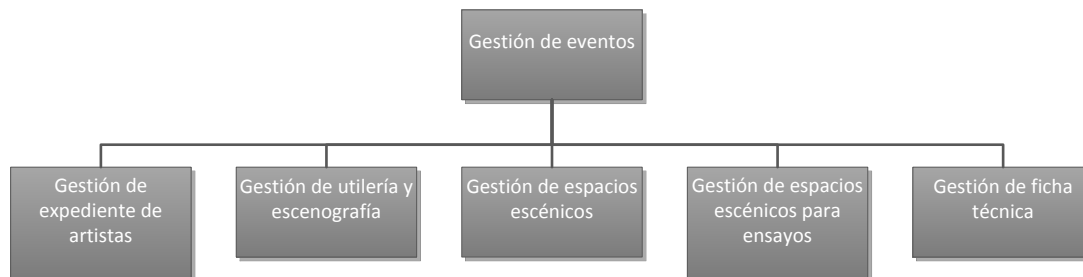 Gestión de eventos
Gestión de
expediente de
artistas
Gestión de utilería y
escenografía
Gestión de espacios
escénicos
Gestión de espacios
escénicos para
ensayos
Gestión de ficha
técnica